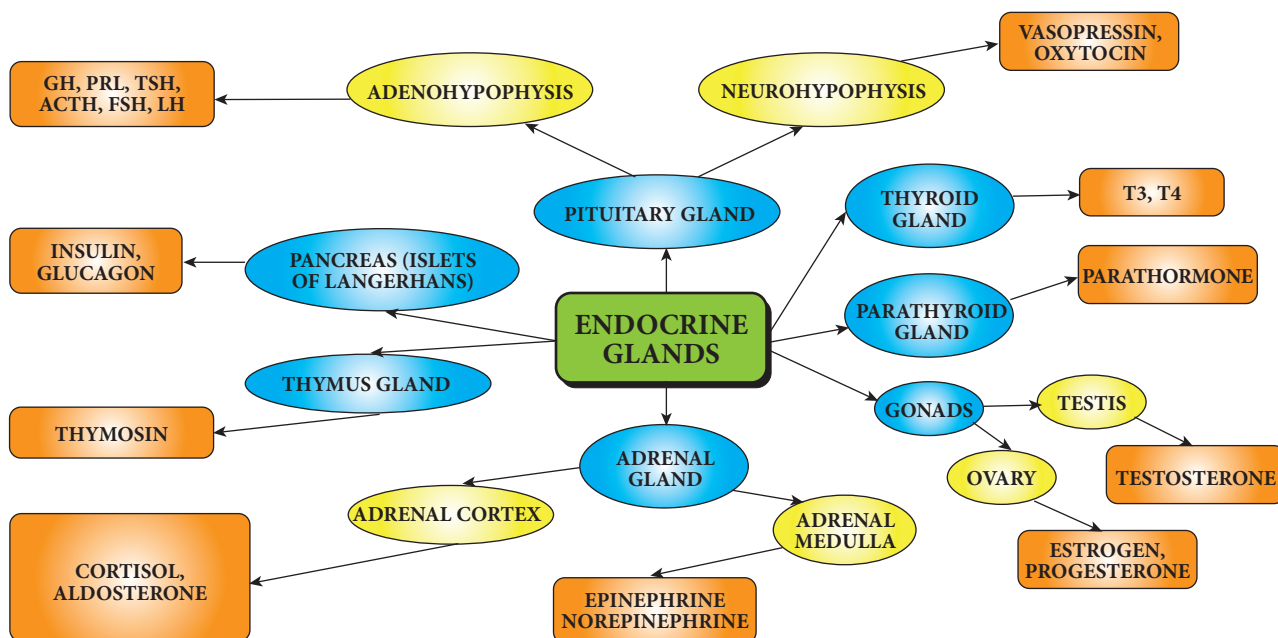 VASOPRESSIN,
OXYTOCIN
GH, PRL, TSH,
ACTH, FSH, LH
ADENOHYPOPHYSIS
NEUROHYPOPHYSIS
PITUITARY GLAND
THYROID
GLAND
T3, T4
INSULIN,
GLUCAGON
PANCREAS (ISLETS
OF LANGERHANS)
PARATHORMONE
PARATHYROID
GLAND
ENDOCRINE
GLANDS
THYMUS GLAND
GONADS
TESTIS
THYMOSIN
ADRENAL
GLAND
OVARY
TESTOSTERONE
ADRENAL CORTEX
ADRENAL
MEDULLA
CORTISOL,
ALDOSTERONE
ESTROGEN,
PROGESTERONE
EPINEPHRINE
NOREPINEPHRINE